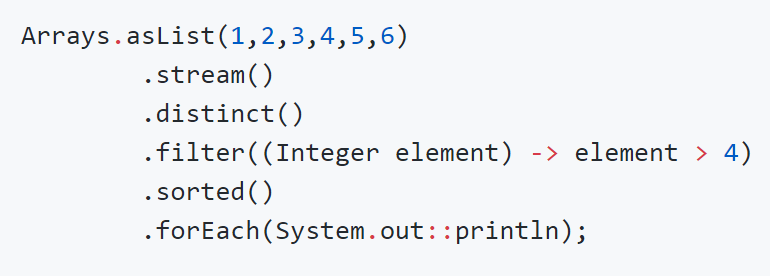 Arrays.asList(1,2,3,4,5,6)
        .stream()
        .distinct()
        .filter((Integer element) -> element > 4)
        .sorted()
        .forEach(System.out::println);